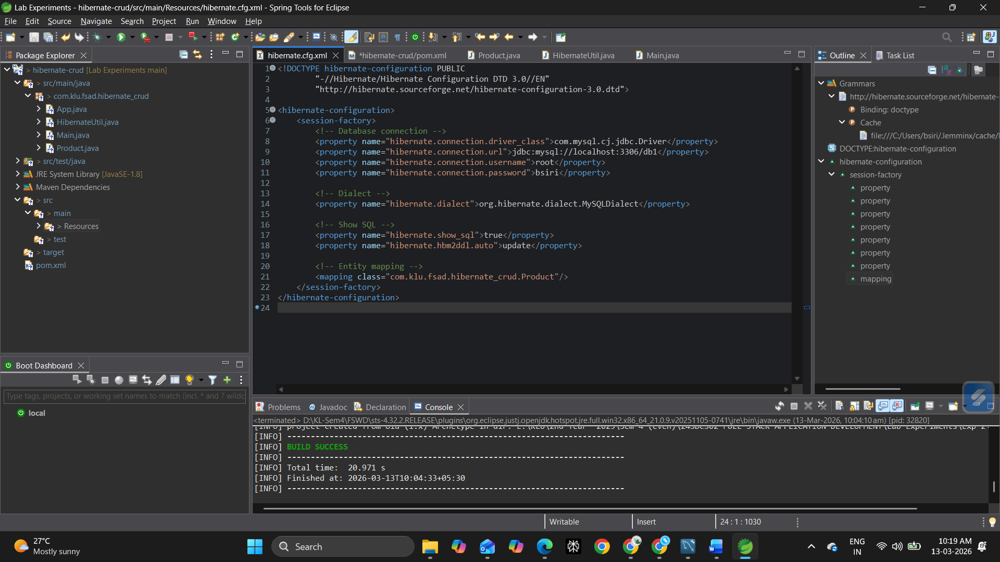 Lab Experiments - hibernate-crud/src/main/Resources/hibernate.cfg.xml - Spring Tools for Eclipse
File Edit Source Navigate Search Project Run Window Help
Package Explorer
> hibernate-crud [Lab Experiments main]
> src/main/java
> com.klu.fsad.hibernate_crud
App.java
HibernateUtil.java
Main.java
Product.java
> src/test/java
JRE System Library [JavaSE-1.8]
Maven Dependencies
> src
> main
> Resources
> test
> target
pom.xml
Boot Dashboard
Type tags, projects, or working set names to match (incl. * and ? wildc
local
hibernate.cfg.xml
*hibernate-crud/pom.xml
Product.java
HibernateUtil.java
Main.java
1 <!DOCTYPE hibernate-configuration PUBLIC
2 "-//Hibernate/Hibernate Configuration DTD 3.0//EN"
3 "http://hibernate.sourceforge.net/hibernate-configuration-3.0.dtd">
4
5 <hibernate-configuration>
6 <session-factory>
7 <!-- Database connection -->
8 <property name="hibernate.connection.driver_class">com.mysql.cj.jdbc.Driver</property>
9 <property name="hibernate.connection.url">jdbc:mysql://localhost:3306/db1</property>
10 <property name="hibernate.connection.username">root</property>
11 <property name="hibernate.connection.password">bsiri</property>
12
13 <!-- Dialect -->
14 <property name="hibernate.dialect">org.hibernate.dialect.MySQLDialect</property>
15
16 <!-- Show SQL -->
17 <property name="hibernate.show_sql">true</property>
18 <property name="hibernate.hbm2ddl.auto">update</property>
19
20 <!-- Entity mapping -->
21 <mapping class="com.klu.fsad.hibernate_crud.Product"/>
22 </session-factory>
23 </hibernate-configuration>
24
Outline
Task List
Grammars
http://hibernate.sourceforge.net/hibernate-
Binding: doctype
Cache
file:///C:/Users/bsiri/.lemminx/cache/
DOCTYPE:hibernate-configuration
hibernate-configuration
session-factory
property
property
property
property
property
property
property
mapping
Problems
Javadoc
Declaration
Console
<terminated> D:\KL-Sem4\FSWD\sts-4.32.2.RELEASE\plugins\org.eclipse.justj.openjdk.hotspot.jre.full.win32.x86_64_21.0.9.v20251105-0741\jre\bin\javaw.exe (13-Mar-2026, 10:04:10 am) [pid: 32820]
[INFO] ------------------------------------------------------------------------
[INFO] BUILD SUCCESS
[INFO] ------------------------------------------------------------------------
[INFO] Total time:  20.971 s
[INFO] Finished at: 2026-03-13T10:04:33+05:30
[INFO] ------------------------------------------------------------------------
Writable
Insert
24 : 1 : 1030
27°C
Mostly sunny
Search
ENG
IN
10:19 AM
13-03-2026